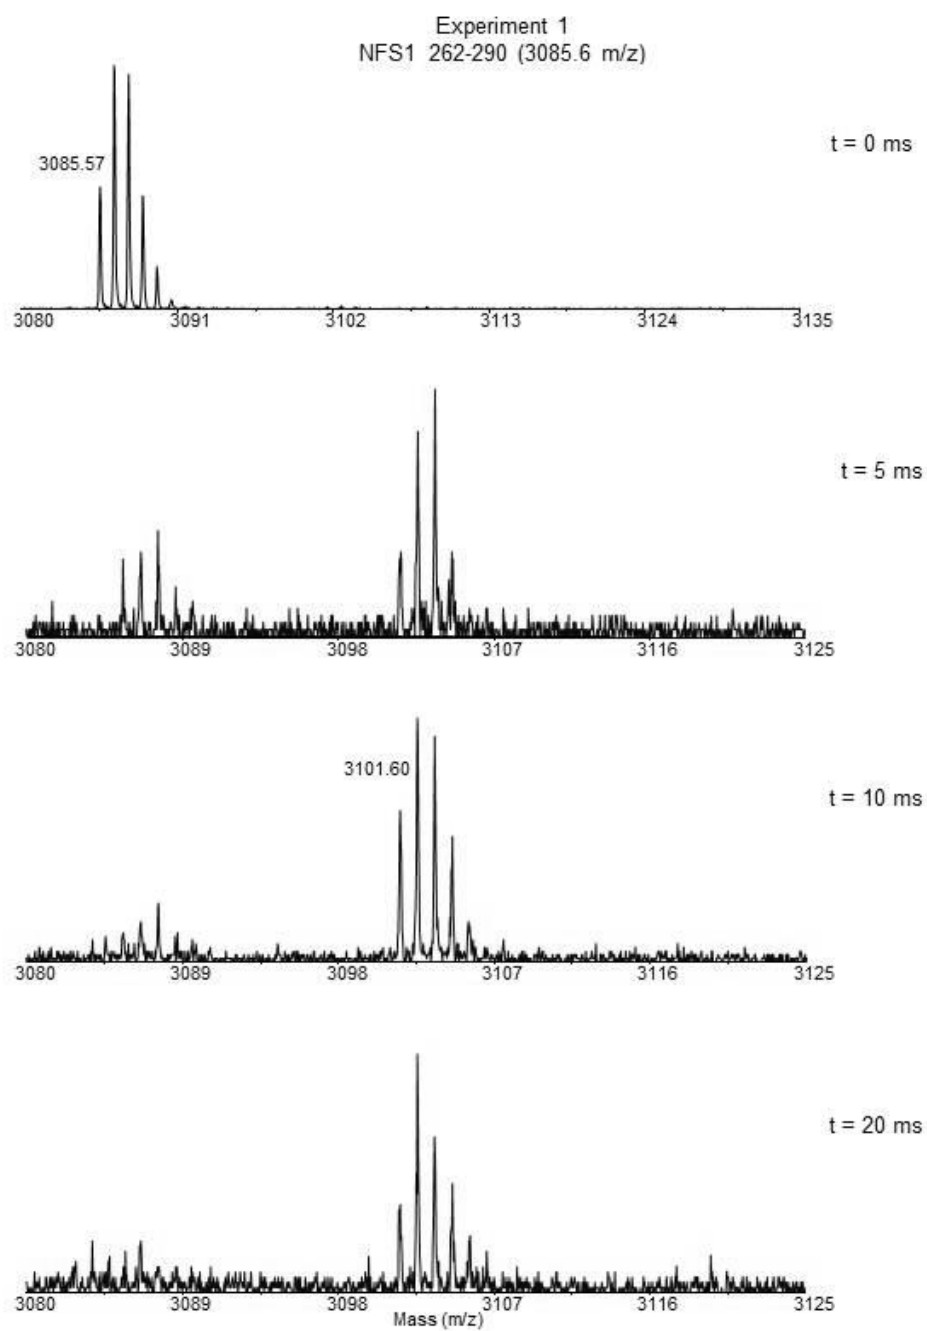 Experiment 1
NFS1 262-290 (3085.6 m/z)
t = 0 ms
3085.57
3080 3091 3102 3113 3124 3135
t = 5 ms
3080 3089 3098 3107 3116 3125
3101.60
t = 10 ms
3080 3089 3098 3107 3116 3125
t = 20 ms
3080 3089 3098 3107 3116 3125
Mass (m/z)